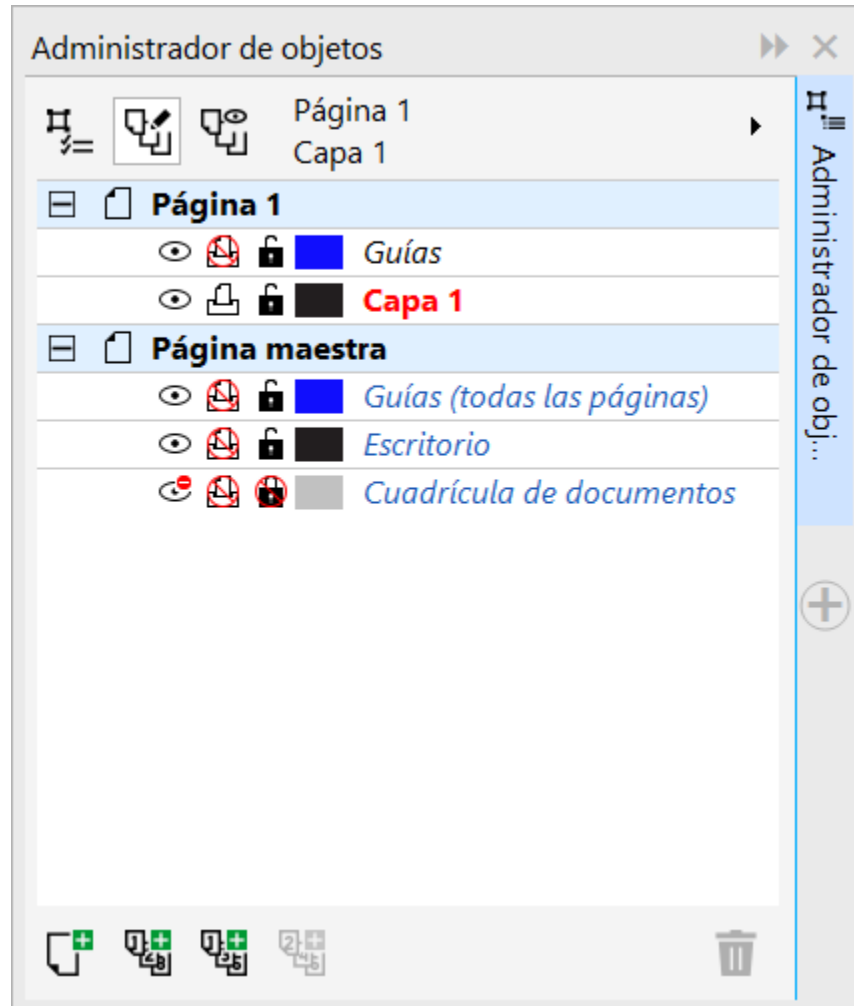 Administrador de objetos
Página 1
Capa 1
Administrador de obj...
Página 1
Guías
Capa 1
Página maestra
Guías (todas las páginas)
Escritorio
Cuadrícula de documentos